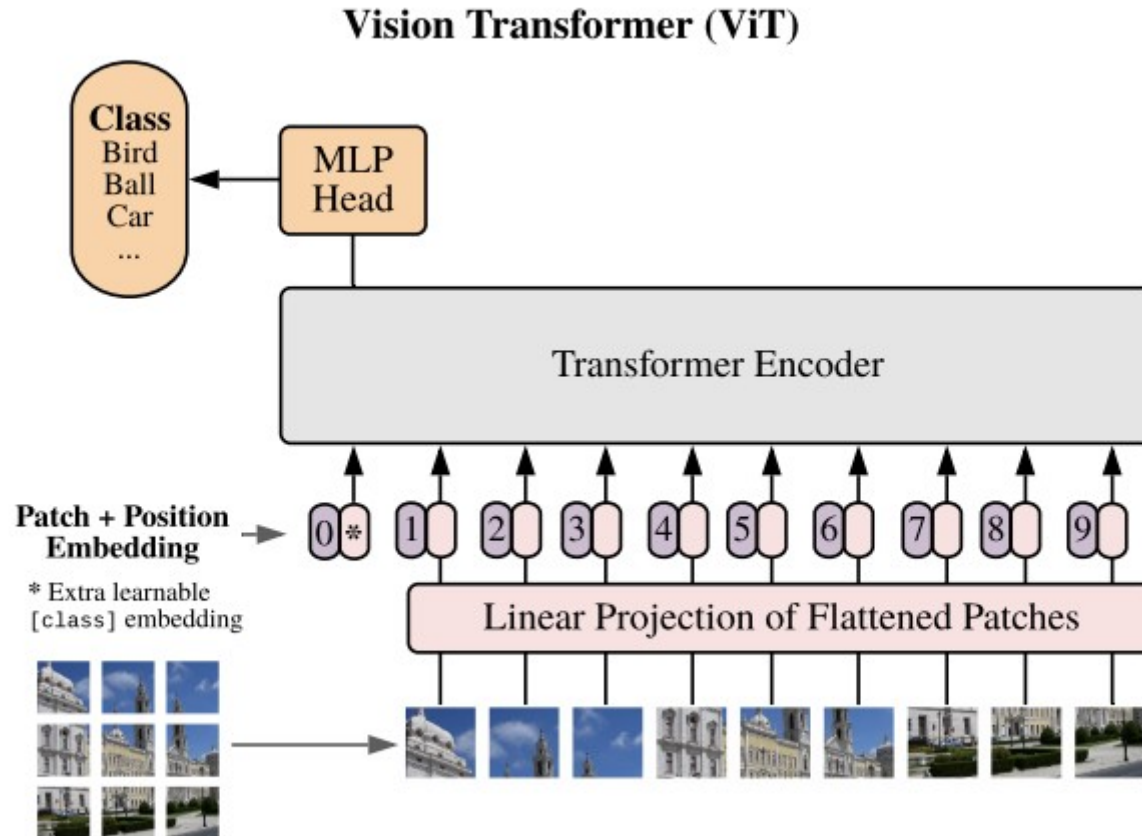 Vision Transformer (ViT)
Class
Bird
Ball
Car
...
MLP
Head
Transformer Encoder
Patch + Position
Embedding
* Extra learnable
[class] embedding
0 * 1 2 3 4 5 6 7 8 9
Linear Projection of Flattened Patches